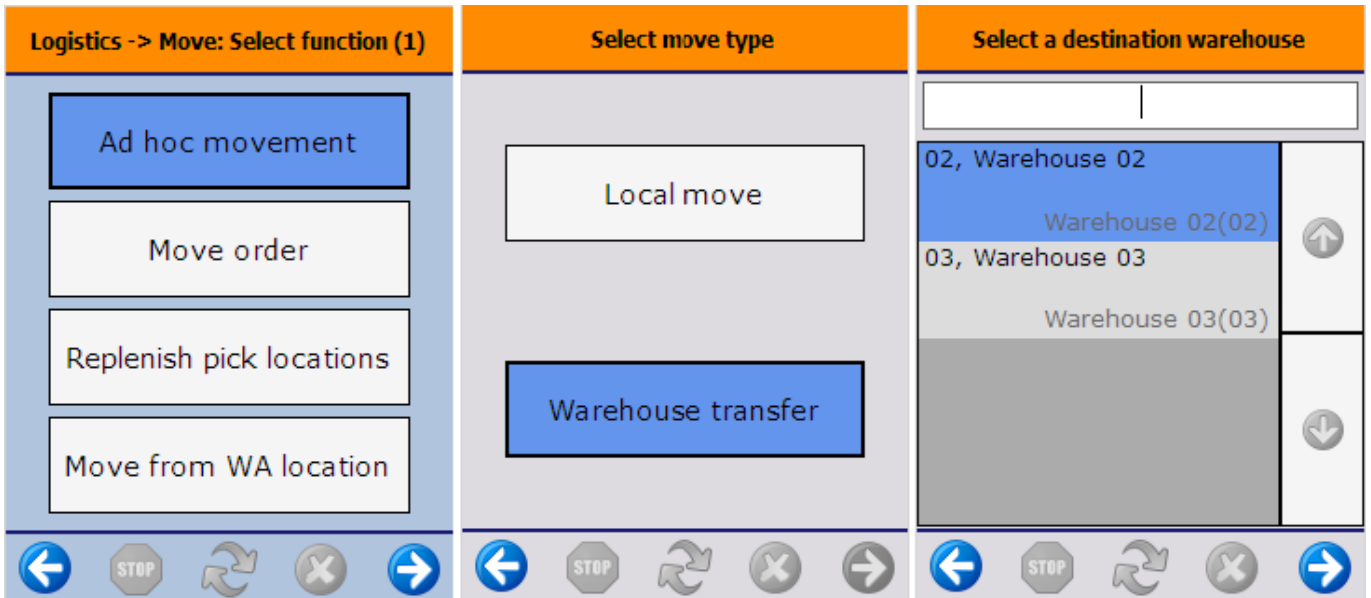 Logistics -> Move: Select function (1)
Ad hoc movement
Move order
Replenish pick locations
Move from WA location
STOP
Select move type
Local move
Warehouse transfer
STOP
Select a destination warehouse
02, Warehouse 02
Warehouse 02(02)
03, Warehouse 03
Warehouse 03(03)
STOP